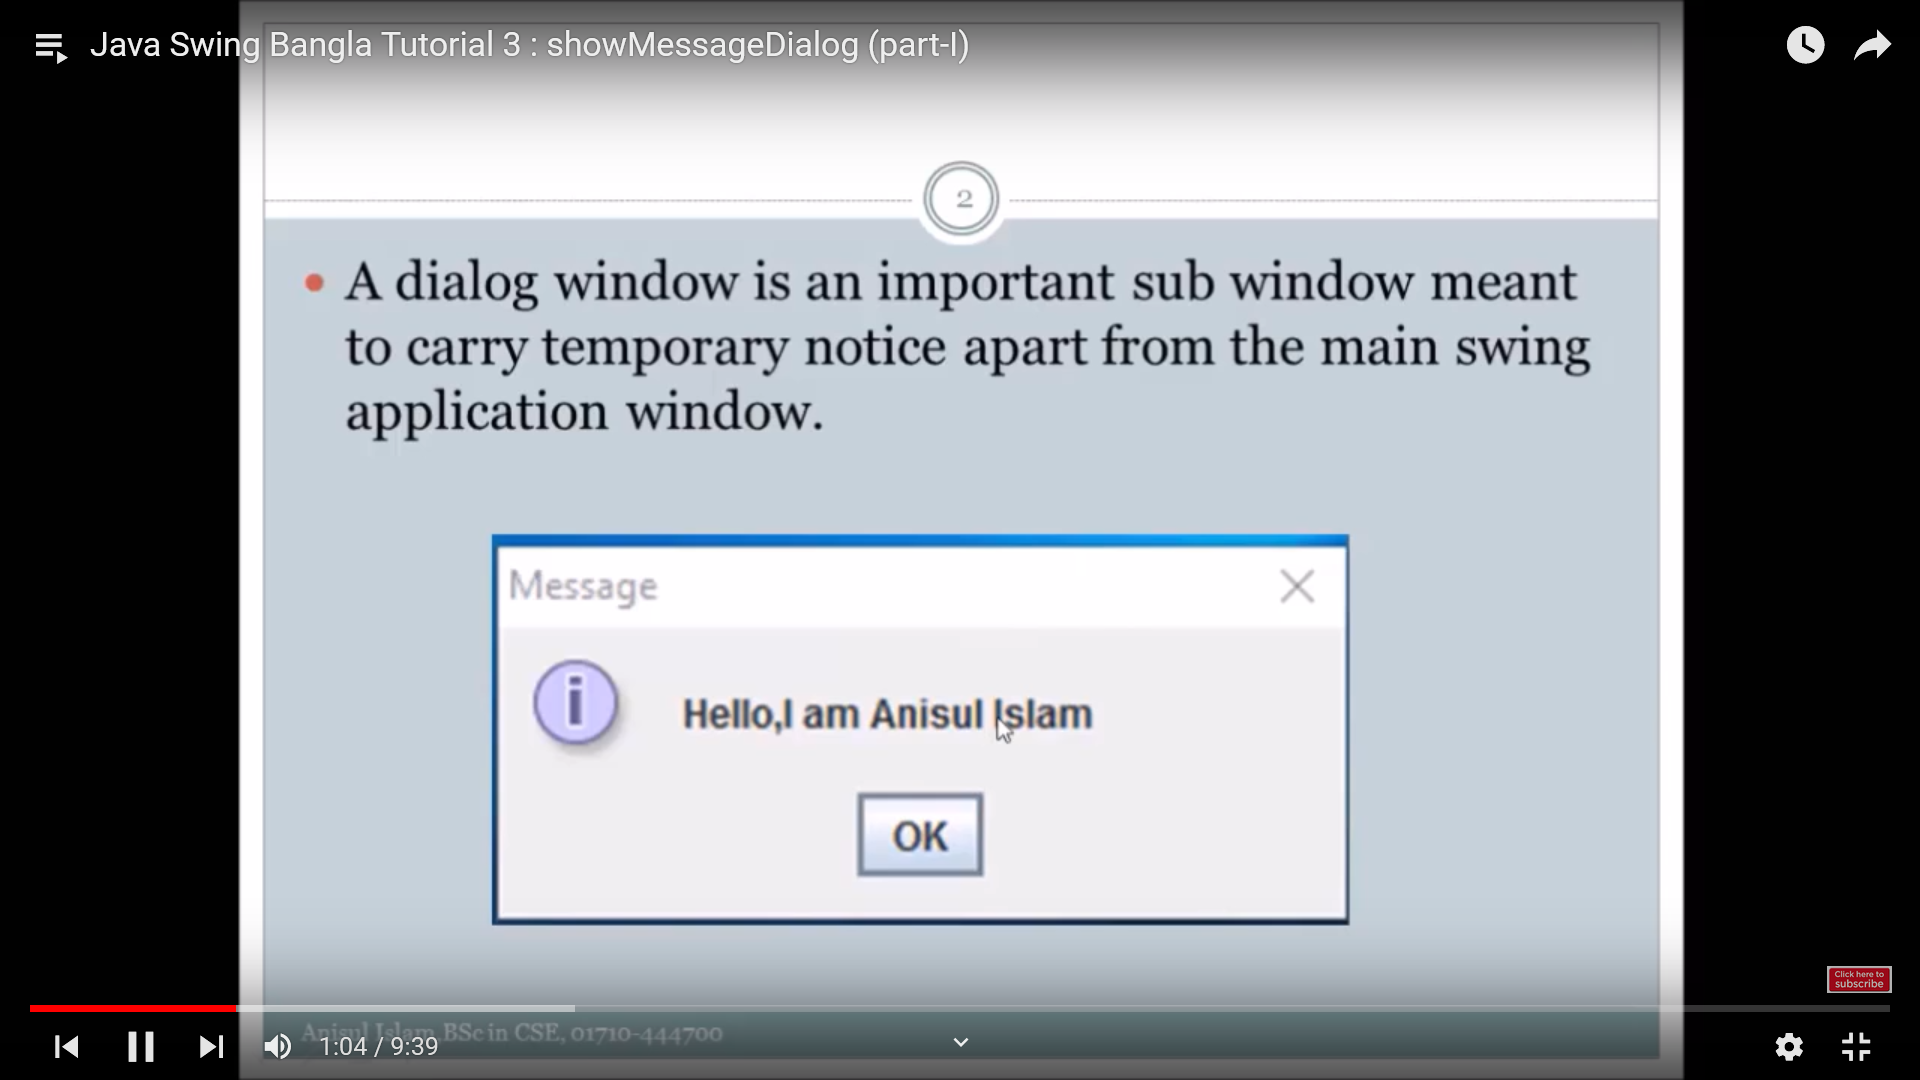 Java Swing Bangla Tutorial 3 : showMessageDialog (part-I)
2
A dialog window is an important sub window meant
to carry temporary notice apart from the main swing
application window.
Message
i
Hello,I am Anisul Islam
OK
Click here to
subscribe
Anisul Islam,BSc in CSE, 01710-444700
1:04 / 9:39